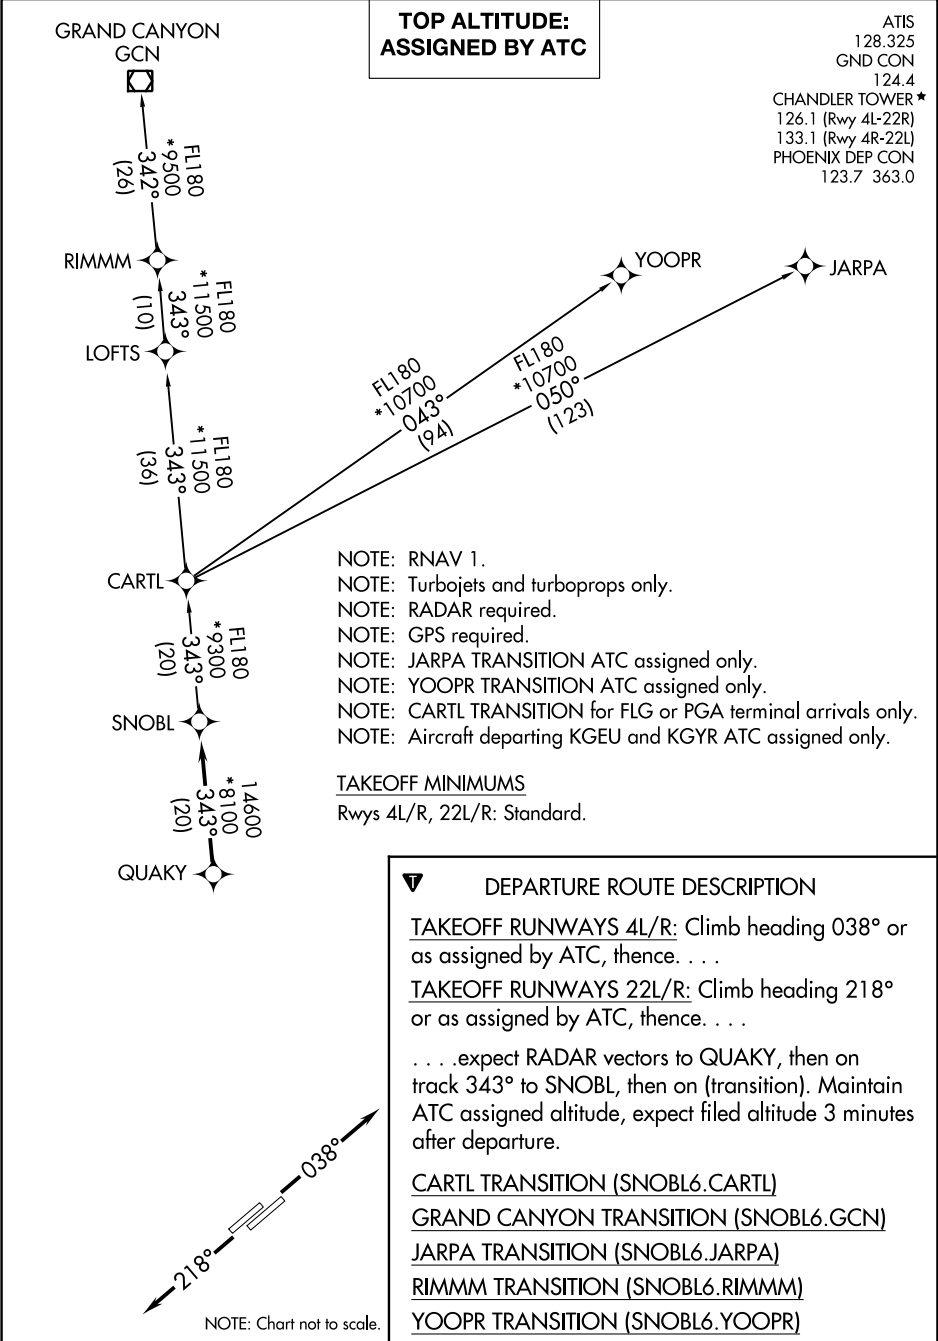 TOP ALTITUDE:
ASSIGNED BY ATC
ATIS
128.325
GND CON
124.4
CHANDLER TOWER ★
126.1 (Rwy 4L-22R)
133.1 (Rwy 4R-22L)
PHOENIX DEP CON
123.7 363.0
GRAND CANYON
GCN
FL180
*9500
342°
(26)
RIMMM
FL180
*11500
343°
(10)
LOFTS
FL180
*11500
343°
(36)
YOOPR
JARPA
FL180
*10700
043°
(94)
FL180
*10700
050°
(123)
CARTL
FL180
*9300
343°
(20)
SNOBL
14600
*8100
343°
(20)
QUAKY
NOTE: RNAV 1.
NOTE: Turbojets and turboprops only.
NOTE: RADAR required.
NOTE: GPS required.
NOTE: JARPA TRANSITION ATC assigned only.
NOTE: YOOPR TRANSITION ATC assigned only.
NOTE: CARTL TRANSITION for FLG or PGA terminal arrivals only.
NOTE: Aircraft departing KGEU and KGYR ATC assigned only.
TAKEOFF MINIMUMS
Rwys 4L/R, 22L/R: Standard.
T
DEPARTURE ROUTE DESCRIPTION
TAKEOFF RUNWAYS 4L/R: Climb heading 038° or
as assigned by ATC, thence. . . .
TAKEOFF RUNWAYS 22L/R: Climb heading 218°
or as assigned by ATC, thence. . . .
. . . .expect RADAR vectors to QUAKY, then on
track 343° to SNOBL, then on (transition). Maintain
ATC assigned altitude, expect filed altitude 3 minutes
after departure.
CARTL TRANSITION (SNOBL6.CARTL)
GRAND CANYON TRANSITION (SNOBL6.GCN)
JARPA TRANSITION (SNOBL6.JARPA)
RIMMM TRANSITION (SNOBL6.RIMMM)
YOOPR TRANSITION (SNOBL6.YOOPR)
038°
218°
NOTE: Chart not to scale.